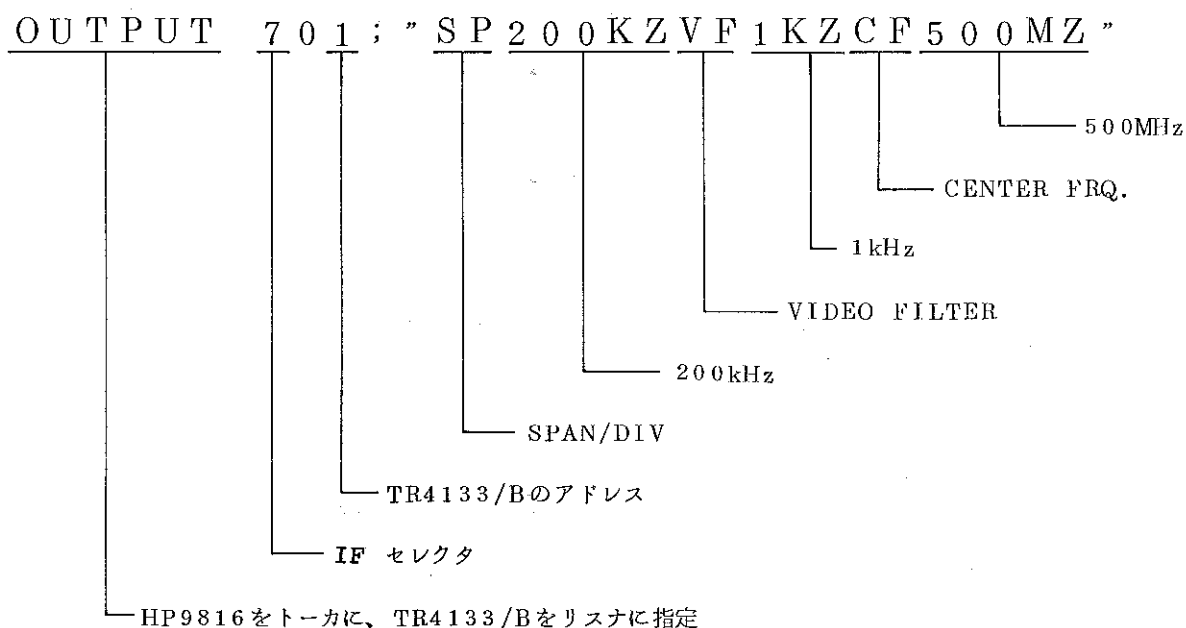 OUTPUT 701;"SP200KZVF1KZCF500MZ"
500MHz
CENTER FRQ.
1kHz
VIDEO FILTER
200kHz
SPAN/DIV
TR4133/Bのアドレス
IF セレクタ
HP9816をトーカに、TR4133/Bをリスナに指定